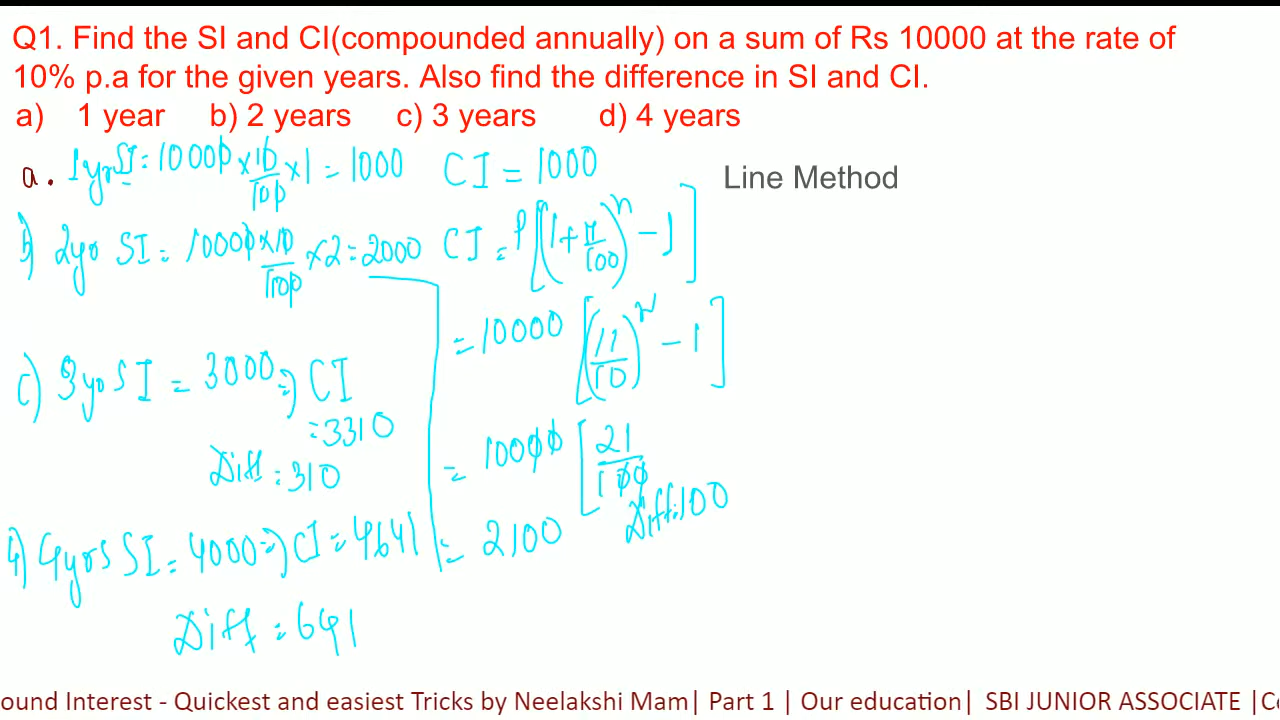 Q1. Find the SI and CI(compounded annually) on a sum of Rs 10000 at the rate of
10% p.a for the given years. Also find the difference in SI and CI.
a) 1 year b) 2 years c) 3 years d) 4 years
a. 1yr SI = 10000 × 10/100 × 1 = 1000 CI = 1000
Line Method
b) 2yrs SI = 10000 × 10/100 × 2 = 2000 CI = P[(1 + r/100)^n - 1]
= 10000 [(11/10)^2 - 1]
= 10000 [21/100
= 2100 Diff = 100
c) 3yrs SI = 3000 => CI
= 3310
Diff = 310
d) 4yrs SI = 4000 => CI = 4641
Diff = 641
ound Interest - Quickest and easiest Tricks by Neelakshi Mam| Part 1 | Our education| SBI JUNIOR ASSOCIATE |Co